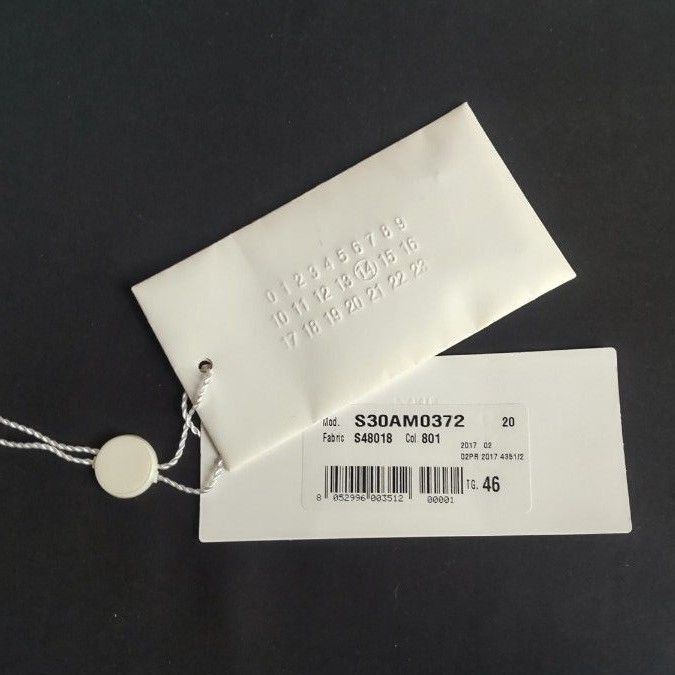 0 1 2 3 4 5 6 7 8 9
10 11 12 13 14 15 16
17 18 19 20 21 22 23
Mod. S30AM0372 20
Fabric S48018 Col. 801
2017 02
02PR 2017 4351/2
8 052996 003512 00001 TG. 46